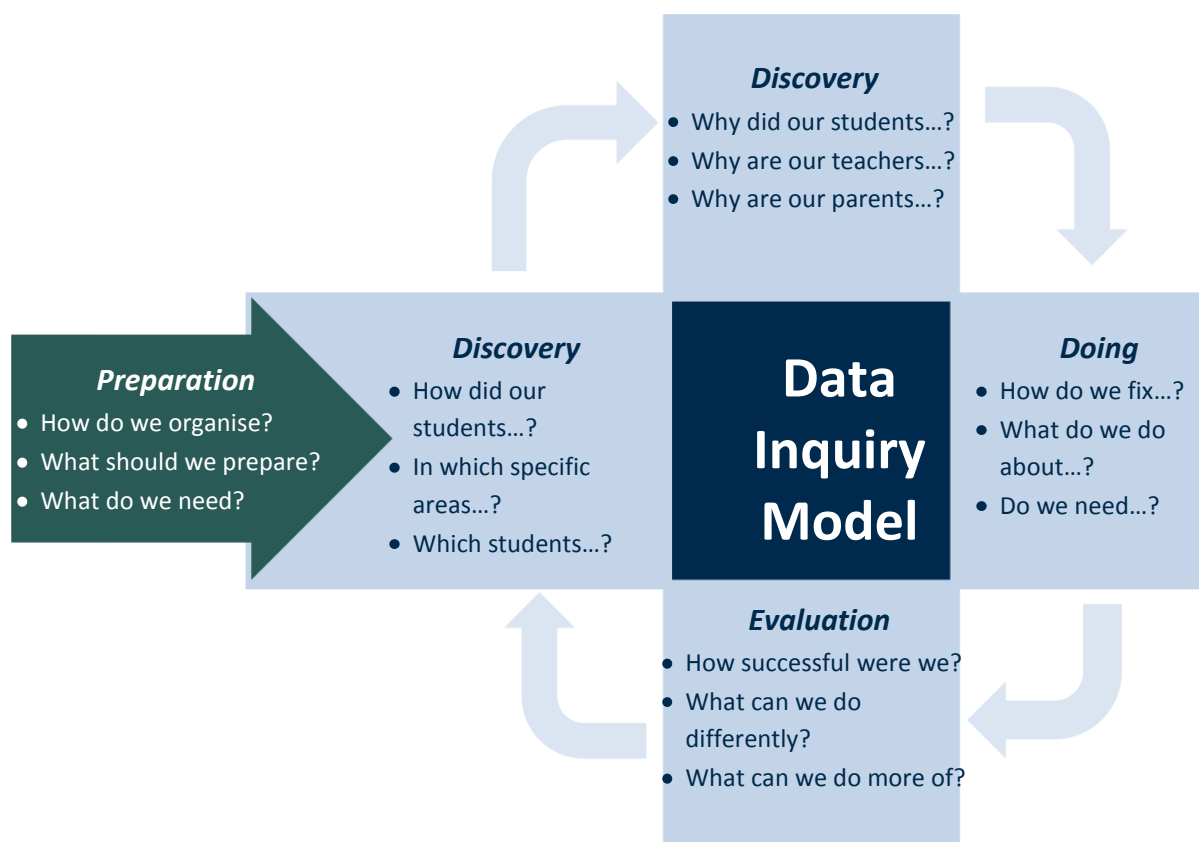 Preparation
• How do we organise?
• What should we prepare?
• What do we need?
Discovery
• How did our
students...?
• In which specific
areas...?
• Which students...?
Discovery
• Why did our students...?
• Why are our teachers...?
• Why are our parents...?
Data
Inquiry
Model
Doing
• How do we fix...?
• What do we do
about...?
• Do we need...?
Evaluation
• How successful were we?
• What can we do
differently?
• What can we do more of?